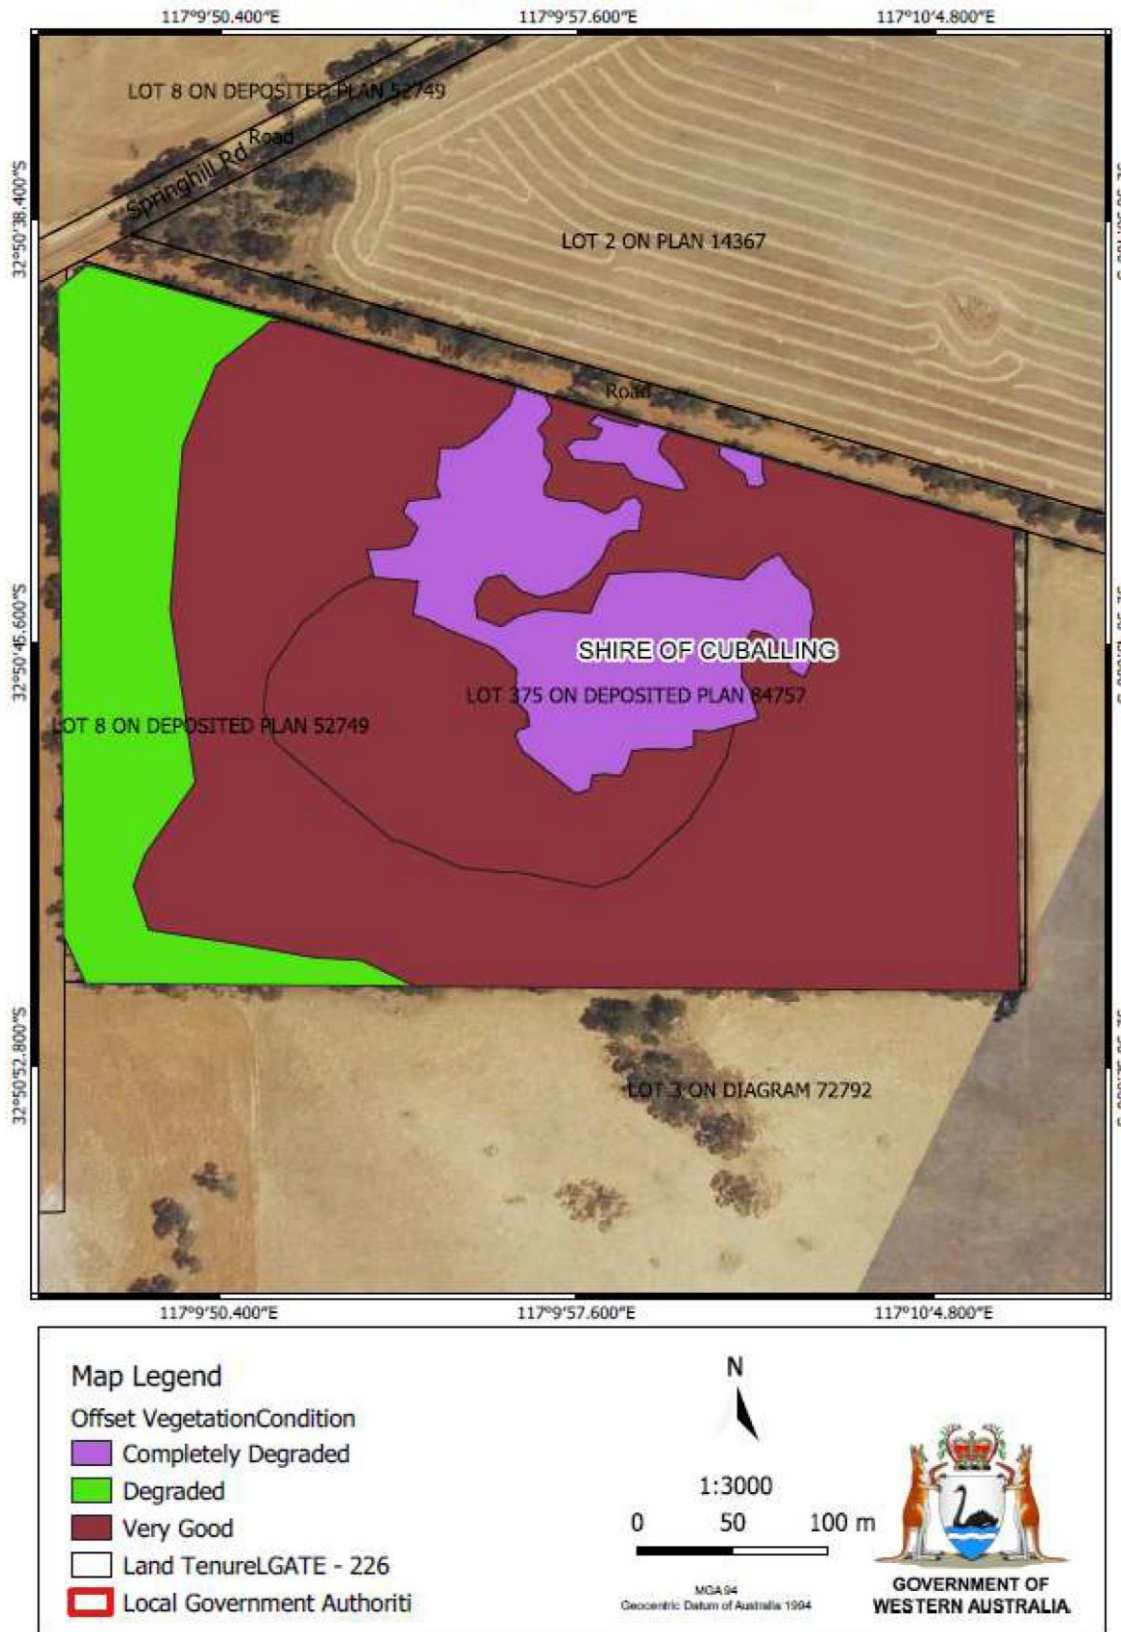 117°9'50.400"E 117°9'57.600"E 117°10'4.800"E
LOT 8 ON DEPOSITED PLAN 52749
Road
Springhill Rd
32°50'38.400"S
LOT 2 ON PLAN 14367
Road
32°50'45.600"S
SHIRE OF CUBALLING
LOT 375 ON DEPOSITED PLAN 84757
LOT 8 ON DEPOSITED PLAN 52749
32°50'52.800"S
LOT 3 ON DIAGRAM 72792
117°9'50.400"E 117°9'57.600"E 117°10'4.800"E
Map Legend
Offset VegetationCondition
Completely Degraded
Degraded
Very Good
Land TenureLGATE - 226
Local Government Authoriti
N
1:3000
0 50 100 m
MGA 94
Geocentric Datum of Australia 1994
GOVERNMENT OF
WESTERN AUSTRALIA